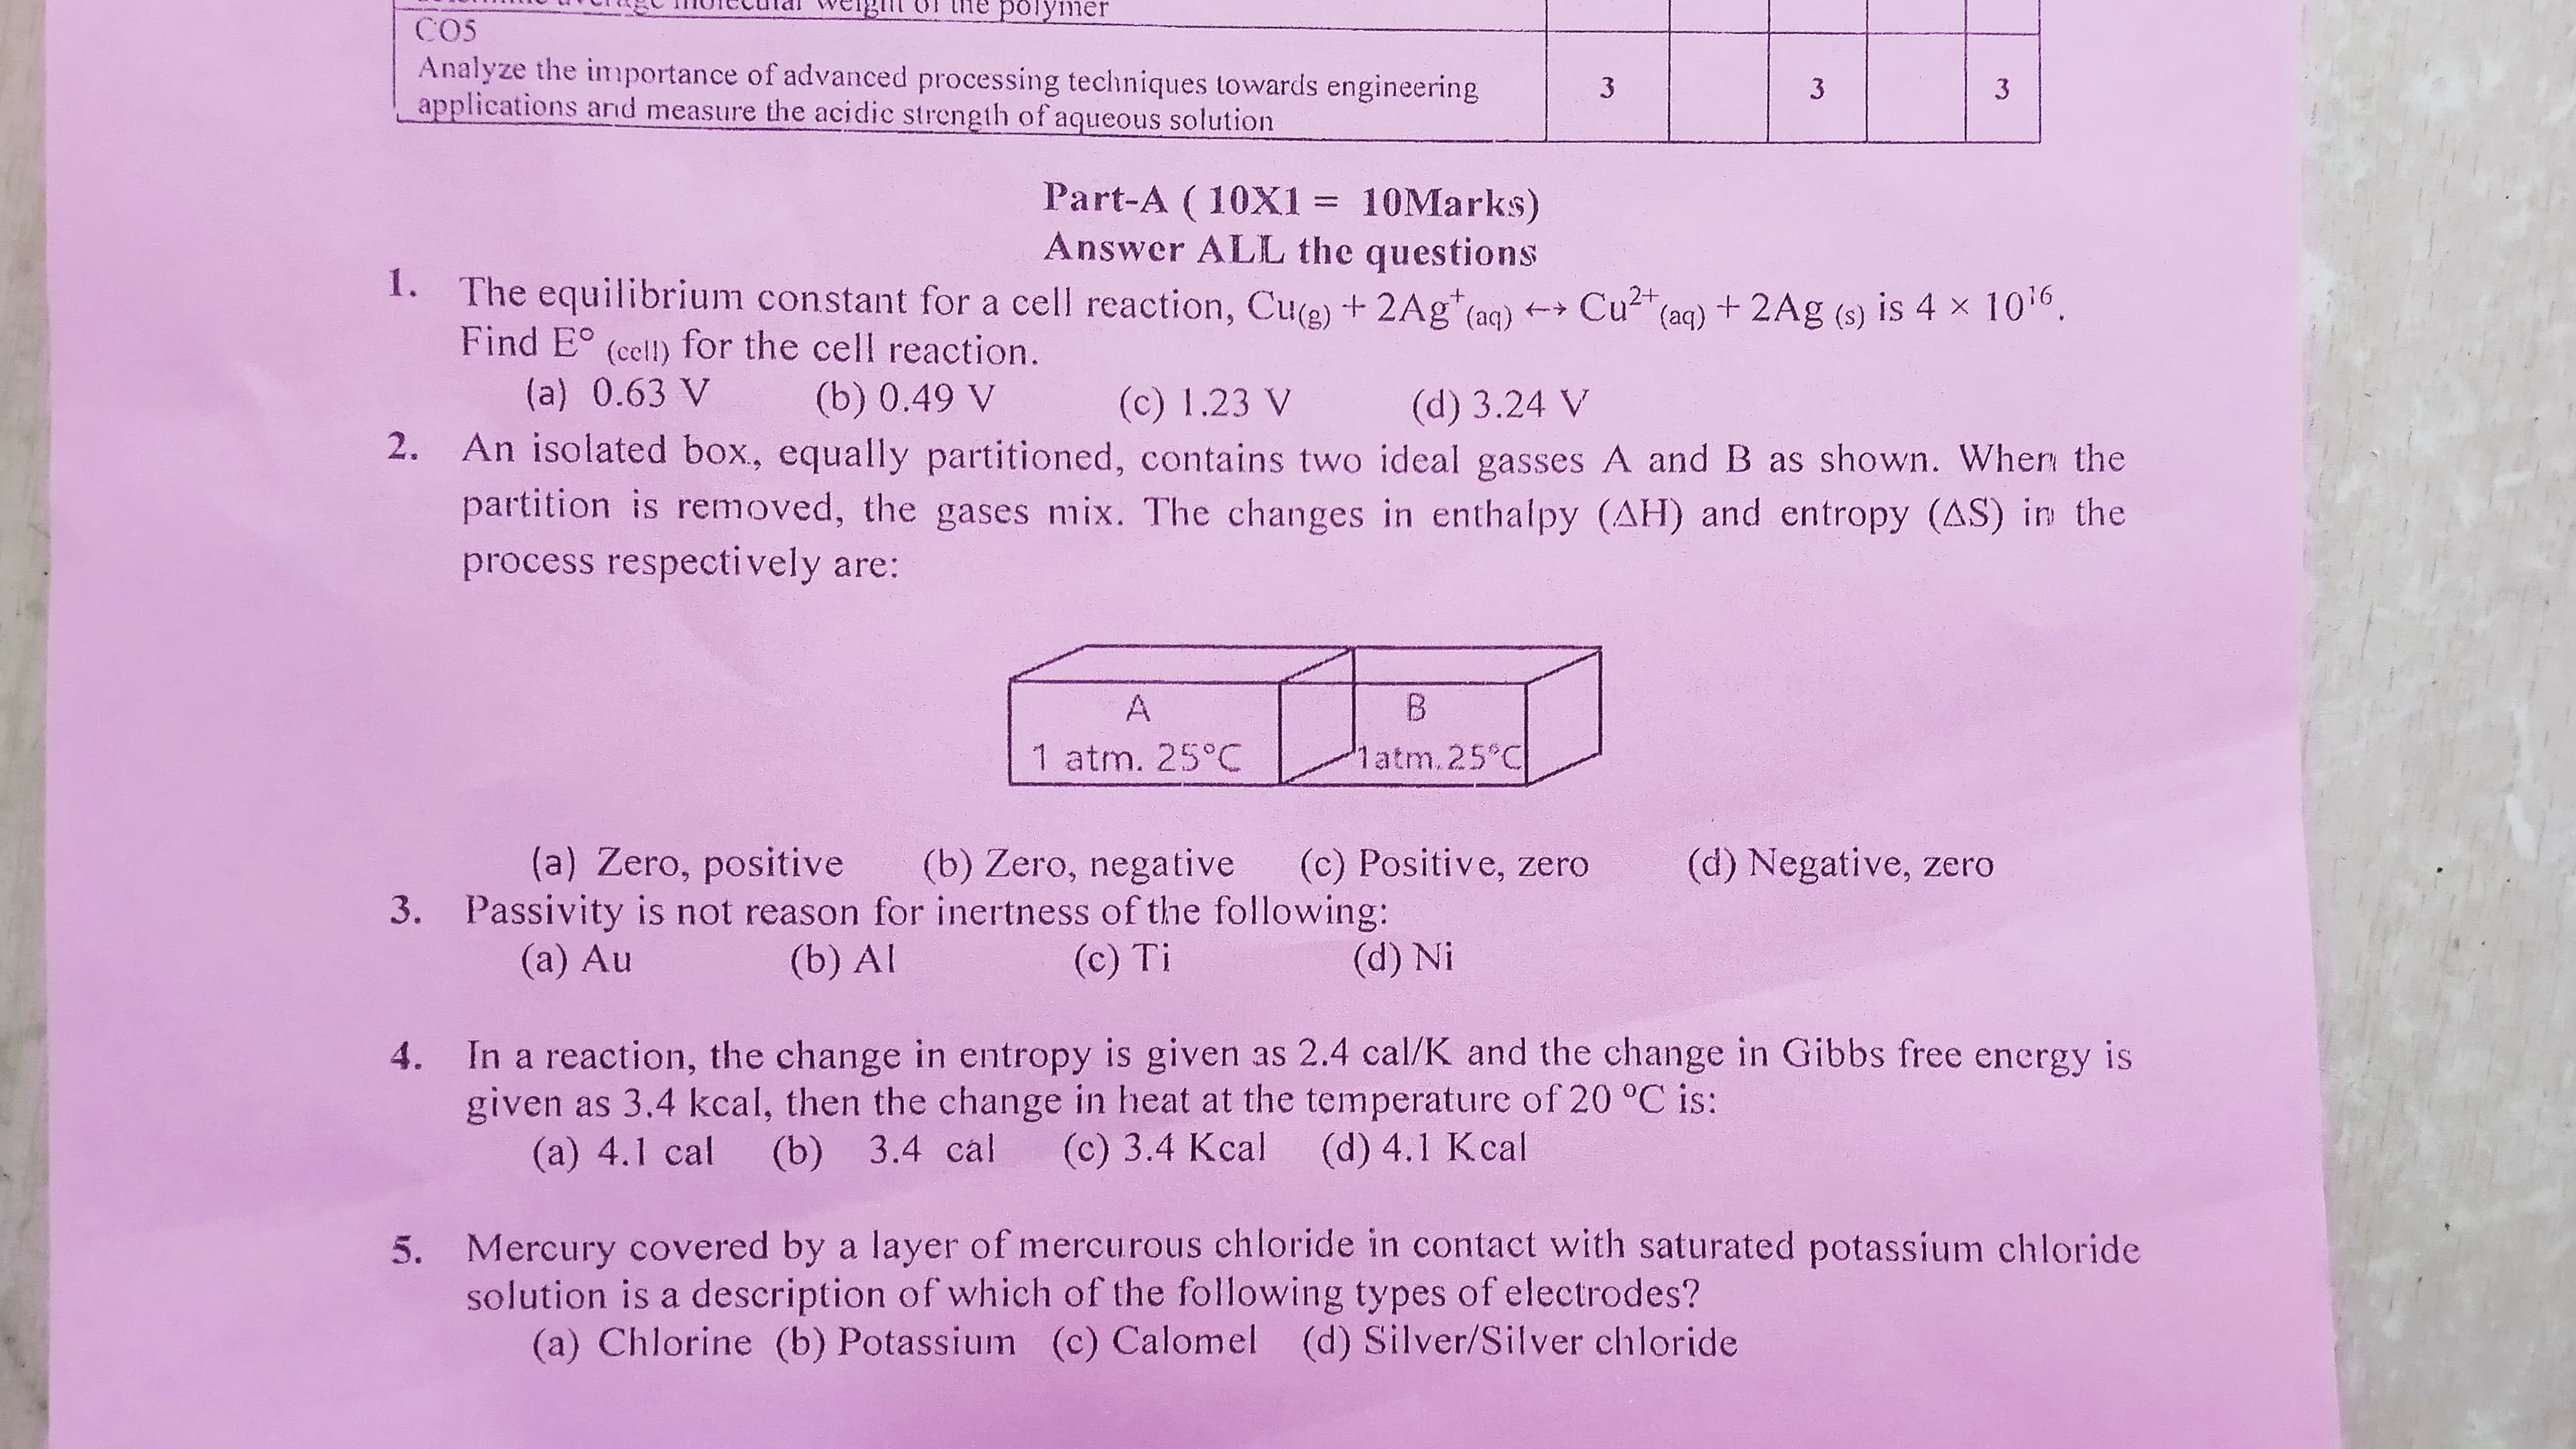 average molecular weight of the polymer
CO5
Analyze the importance of advanced processing techniques towards engineering
applications and measure the acidic strength of aqueous solution
3 3 3
Part-A ( 10X1 = 10Marks)
Answer ALL the questions
1. The equilibrium constant for a cell reaction, Cu(g) + 2Ag⁺(aq) ↔ Cu²⁺(aq) + 2Ag (s) is 4 × 10¹⁶.
Find E° (cell) for the cell reaction.
(a) 0.63 V (b) 0.49 V (c) 1.23 V (d) 3.24 V
2. An isolated box, equally partitioned, contains two ideal gasses A and B as shown. When the
partition is removed, the gases mix. The changes in enthalpy (ΔH) and entropy (ΔS) in the
process respectively are:
A B
1 atm. 25°C 1atm.25°C
(a) Zero, positive (b) Zero, negative (c) Positive, zero (d) Negative, zero
3. Passivity is not reason for inertness of the following:
(a) Au (b) Al (c) Ti (d) Ni
4. In a reaction, the change in entropy is given as 2.4 cal/K and the change in Gibbs free energy is
given as 3.4 kcal, then the change in heat at the temperature of 20 ⁰C is:
(a) 4.1 cal (b) 3.4 cal (c) 3.4 Kcal (d) 4.1 Kcal
5. Mercury covered by a layer of mercurous chloride in contact with saturated potassium chloride
solution is a description of which of the following types of electrodes?
(a) Chlorine (b) Potassium (c) Calomel (d) Silver/Silver chloride